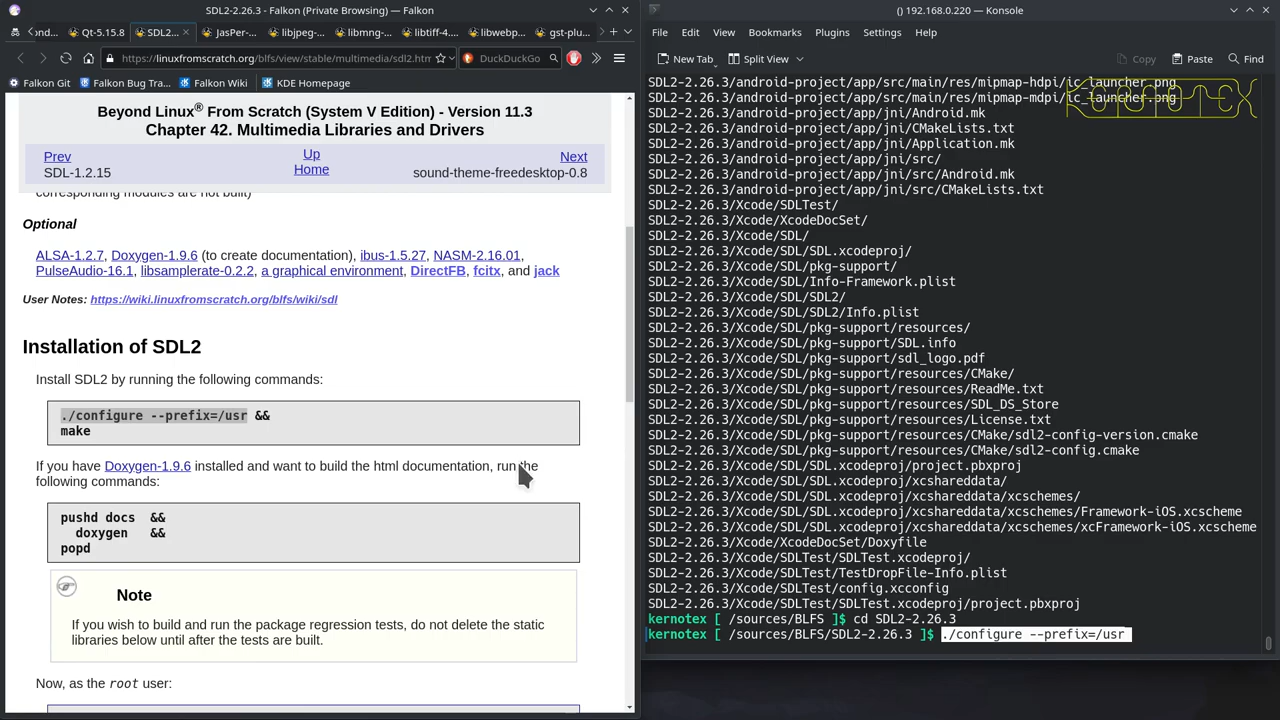 SDL2-2.26.3 - Falkon (Private Browsing) — Falkon
ond...
Qt-5.15.8
SDL2...
JasPer-...
libjpeg-...
libmng-...
libtiff-4....
libwebp...
gst-plu...
https://linuxfromscratch.org/blfs/view/stable/multimedia/sdl2.htm
DuckDuckGo
Falkon Git
Falkon Bug Tra...
Falkon Wiki
KDE Homepage
Beyond Linux® From Scratch (System V Edition) - Version 11.3
Chapter 42. Multimedia Libraries and Drivers
Prev
Up
Next
SDL-1.2.15
Home
sound-theme-freedesktop-0.8
corresponding modules are not built)
Optional
ALSA-1.2.7, Doxygen-1.9.6 (to create documentation), ibus-1.5.27, NASM-2.16.01,
PulseAudio-16.1, libsamplerate-0.2.2, a graphical environment, DirectFB, fcitx, and jack
User Notes: https://wiki.linuxfromscratch.org/blfs/wiki/sdl
Installation of SDL2
Install SDL2 by running the following commands:
./configure --prefix=/usr &&
make
If you have Doxygen-1.9.6 installed and want to build the html documentation, run the
following commands:
pushd docs  &&
  doxygen   &&
popd
Note
If you wish to build and run the package regression tests, do not delete the static
libraries below until after the tests are built.
Now, as the root user:
() 192.168.0.220 — Konsole
File Edit View Bookmarks Plugins Settings Help
New Tab
Split View
Copy
Paste
Find
KERNOTEX
SDL2-2.26.3/android-project/app/src/main/res/mipmap-hdpi/ic_launcher.png
SDL2-2.26.3/android-project/app/src/main/res/mipmap-mdpi/ic_launcher.png
SDL2-2.26.3/android-project/app/jni/Android.mk
SDL2-2.26.3/android-project/app/jni/CMakeLists.txt
SDL2-2.26.3/android-project/app/jni/Application.mk
SDL2-2.26.3/android-project/app/jni/src/
SDL2-2.26.3/android-project/app/jni/src/Android.mk
SDL2-2.26.3/android-project/app/jni/src/CMakeLists.txt
SDL2-2.26.3/Xcode/SDLTest/
SDL2-2.26.3/Xcode/XcodeDocSet/
SDL2-2.26.3/Xcode/SDL/
SDL2-2.26.3/Xcode/SDL/SDL.xcodeproj/
SDL2-2.26.3/Xcode/SDL/pkg-support/
SDL2-2.26.3/Xcode/SDL/Info-Framework.plist
SDL2-2.26.3/Xcode/SDL/SDL2/
SDL2-2.26.3/Xcode/SDL/SDL2/Info.plist
SDL2-2.26.3/Xcode/SDL/pkg-support/resources/
SDL2-2.26.3/Xcode/SDL/pkg-support/SDL.info
SDL2-2.26.3/Xcode/SDL/pkg-support/sdl_logo.pdf
SDL2-2.26.3/Xcode/SDL/pkg-support/resources/CMake/
SDL2-2.26.3/Xcode/SDL/pkg-support/resources/ReadMe.txt
SDL2-2.26.3/Xcode/SDL/pkg-support/resources/SDL_DS_Store
SDL2-2.26.3/Xcode/SDL/pkg-support/resources/License.txt
SDL2-2.26.3/Xcode/SDL/pkg-support/resources/CMake/sdl2-config-version.cmake
SDL2-2.26.3/Xcode/SDL/pkg-support/resources/CMake/sdl2-config.cmake
SDL2-2.26.3/Xcode/SDL/SDL.xcodeproj/project.pbxproj
SDL2-2.26.3/Xcode/SDL/SDL.xcodeproj/xcshareddata/
SDL2-2.26.3/Xcode/SDL/SDL.xcodeproj/xcshareddata/xcschemes/
SDL2-2.26.3/Xcode/SDL/SDL.xcodeproj/xcshareddata/xcschemes/Framework-iOS.xcscheme
SDL2-2.26.3/Xcode/SDL/SDL.xcodeproj/xcshareddata/xcschemes/xcFramework-iOS.xcscheme
SDL2-2.26.3/Xcode/XcodeDocSet/Doxyfile
SDL2-2.26.3/Xcode/SDLTest/SDLTest.xcodeproj/
SDL2-2.26.3/Xcode/SDLTest/TestDropFile-Info.plist
SDL2-2.26.3/Xcode/SDLTest/config.xcconfig
SDL2-2.26.3/Xcode/SDLTest/SDLTest.xcodeproj/project.pbxproj
kernotex [ /sources/BLFS ]$ cd SDL2-2.26.3
kernotex [ /sources/BLFS/SDL2-2.26.3 ]$ ./configure --prefix=/usr